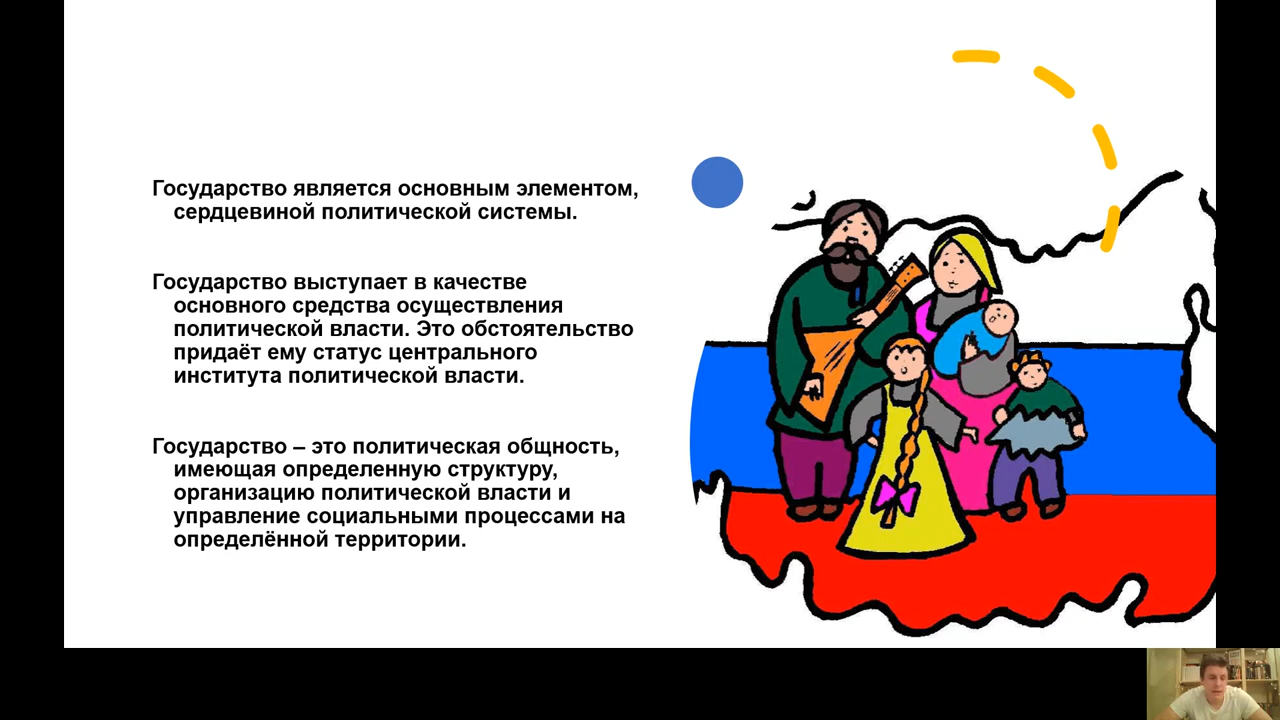 Государство является основным элементом,
сердцевиной политической системы.
Государство выступает в качестве
основного средства осуществления
политической власти. Это обстоятельство
придаёт ему статус центрального
института политической власти.
Государство – это политическая общность,
имеющая определенную структуру,
организацию политической власти и
управление социальными процессами на
определённой территории.